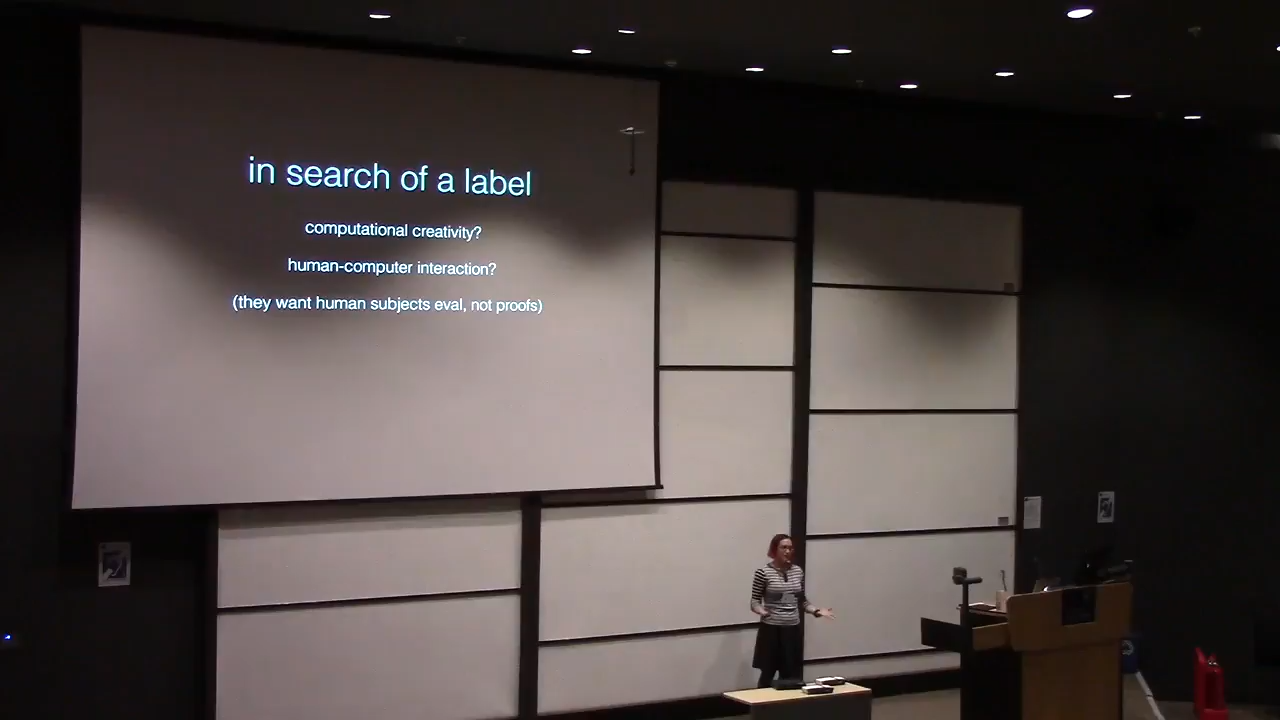 in search of a label
computational creativity?
human-computer interaction?
(they want human subjects eval, not proofs)